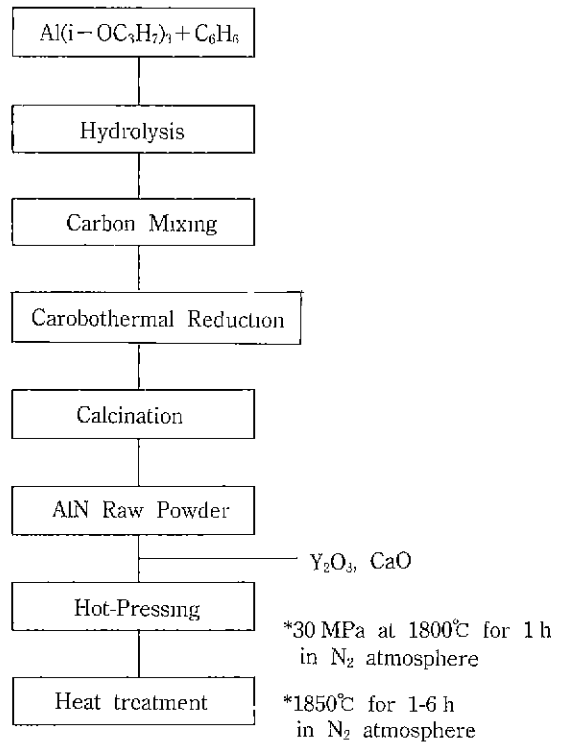 Al(i−OC₃H₇)₃+C₆H₆
Hydrolysis
Carbon Mixing
Carobothermal Reduction
Calcination
AlN Raw Powder
Y₂O₃, CaO
Hot-Pressing
*30 MPa at 1800℃ for 1 h
in N₂ atmosphere
Heat treatment
*1850℃ for 1-6 h
in N₂ atmosphere